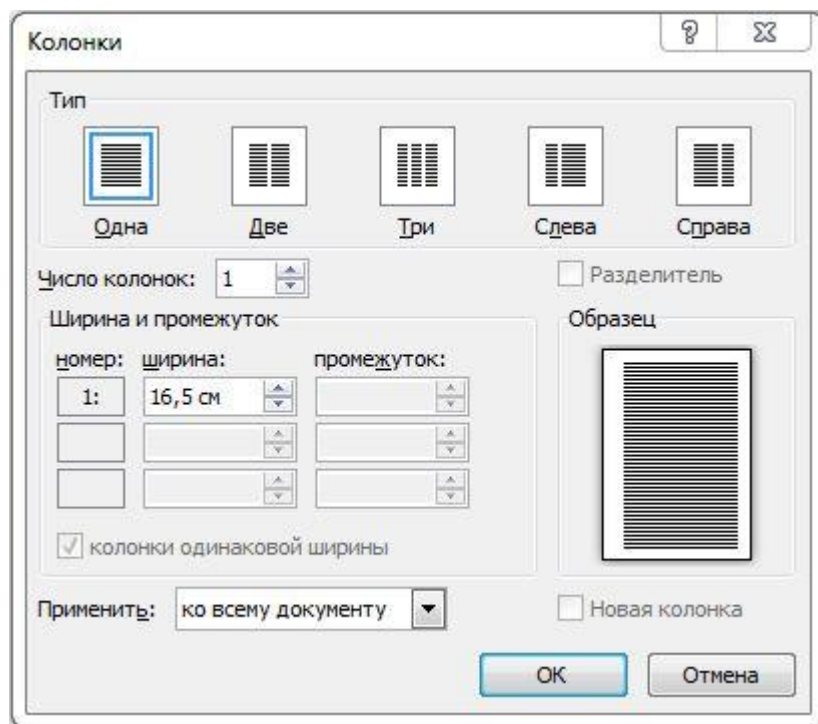 Колонки
Тип
Одна Две Три Слева Справа
Число колонок: 1 Разделитель
Ширина и промежуток Образец
номер: ширина: промежуток:
1: 16,5 см
колонки одинаковой ширины
Применить: ко всему документу Новая колонка
ОК Отмена